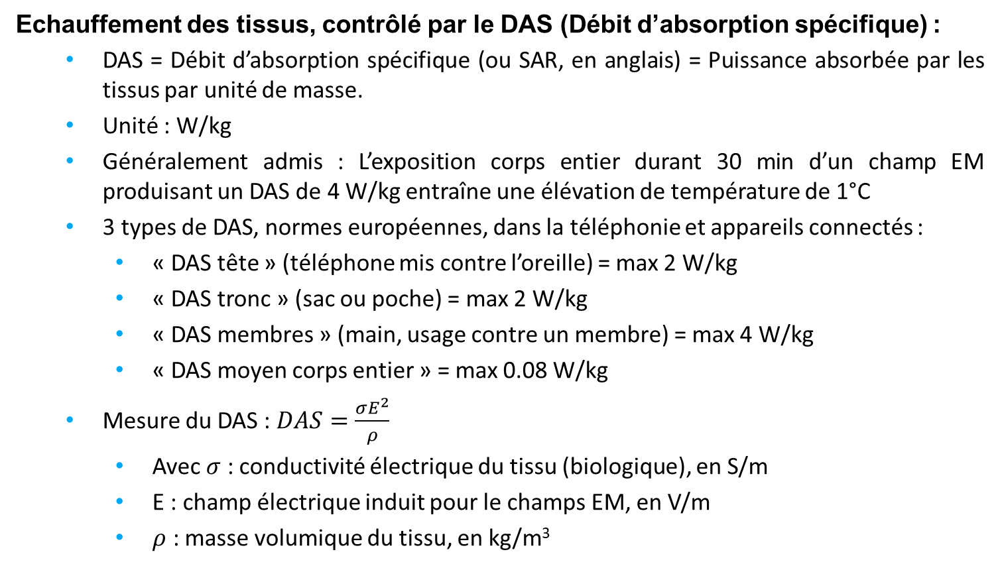 Echauffement des tissus, contrôlé par le DAS (Débit d’absorption spécifique) :
• DAS = Débit d’absorption spécifique (ou SAR, en anglais) = Puissance absorbée par les
tissus par unité de masse.
• Unité : W/kg
• Généralement admis : L’exposition corps entier durant 30 min d’un champ EM
produisant un DAS de 4 W/kg entraîne une élévation de température de 1°C
• 3 types de DAS, normes européennes, dans la téléphonie et appareils connectés :
• « DAS tête » (téléphone mis contre l’oreille) = max 2 W/kg
• « DAS tronc » (sac ou poche) = max 2 W/kg
• « DAS membres » (main, usage contre un membre) = max 4 W/kg
• « DAS moyen corps entier » = max 0.08 W/kg
• Mesure du DAS : 𝐷𝐴𝑆 = 𝜎𝐸²/𝜌
• Avec 𝜎 : conductivité électrique du tissu (biologique), en S/m
• E : champ électrique induit pour le champs EM, en V/m
• 𝜌 : masse volumique du tissu, en kg/m³